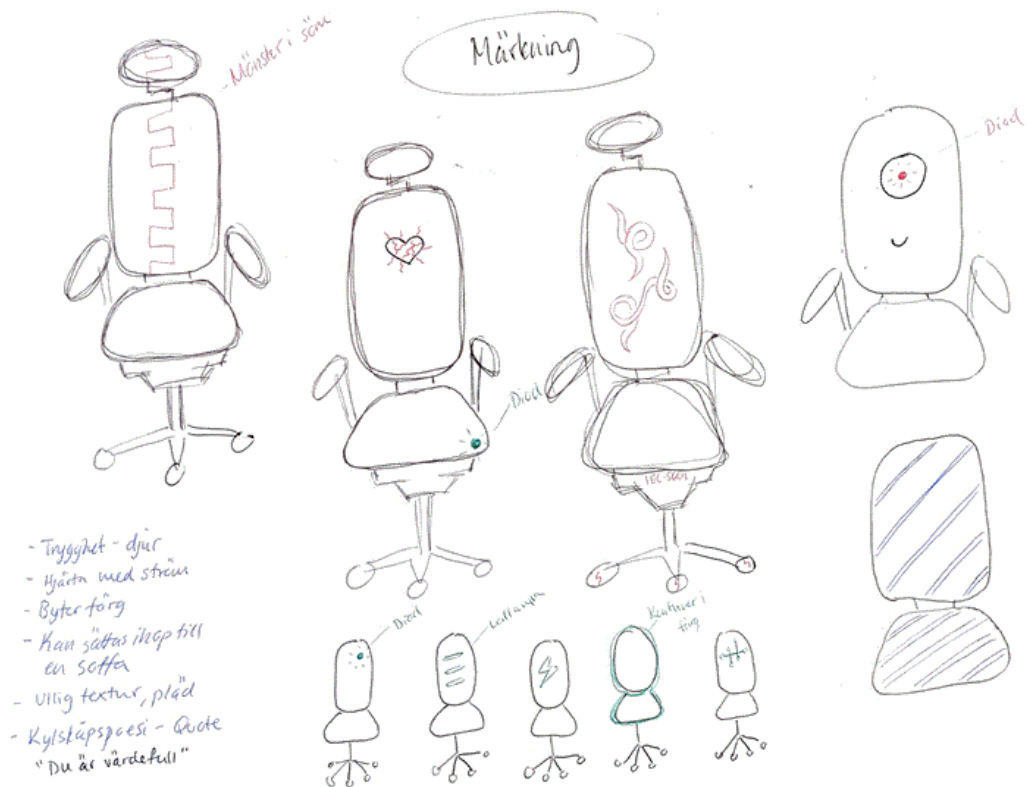 Märkning
Mönster i söm
Diod
Diod
- Trygghet - djur
- Hjärta med ström
- Byter färg
- Kan sättas ihop till
en soffa
- Ullig textur, pläd
- Kylskåpspoesi - Quote
"Du är värdefull"
Diod
Konturer i
färg